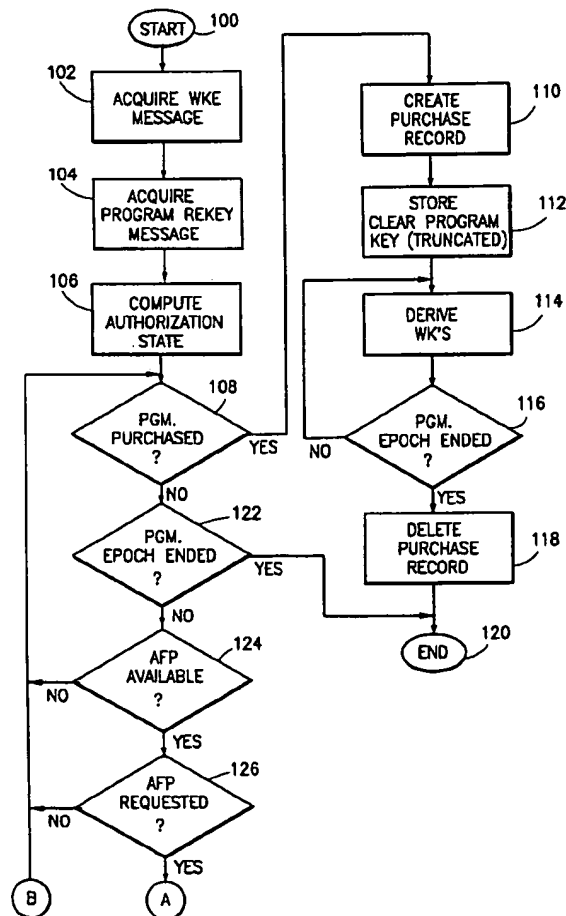 START
100
102
ACQUIRE WKE
MESSAGE
104
ACQUIRE
PROGRAM REKEY
MESSAGE
106
COMPUTE
AUTHORIZATION
STATE
108
PGM.
PURCHASED
?
YES
NO
122
PGM.
EPOCH ENDED
?
YES
NO
124
AFP
AVAILABLE
?
NO
YES
126
AFP
REQUESTED
?
NO
YES
B
A
CREATE
PURCHASE
RECORD
110
STORE
CLEAR PROGRAM
KEY (TRUNCATED)
112
DERIVE
WK'S
114
PGM.
EPOCH ENDED
?
116
NO
YES
DELETE
PURCHASE
RECORD
118
END
120